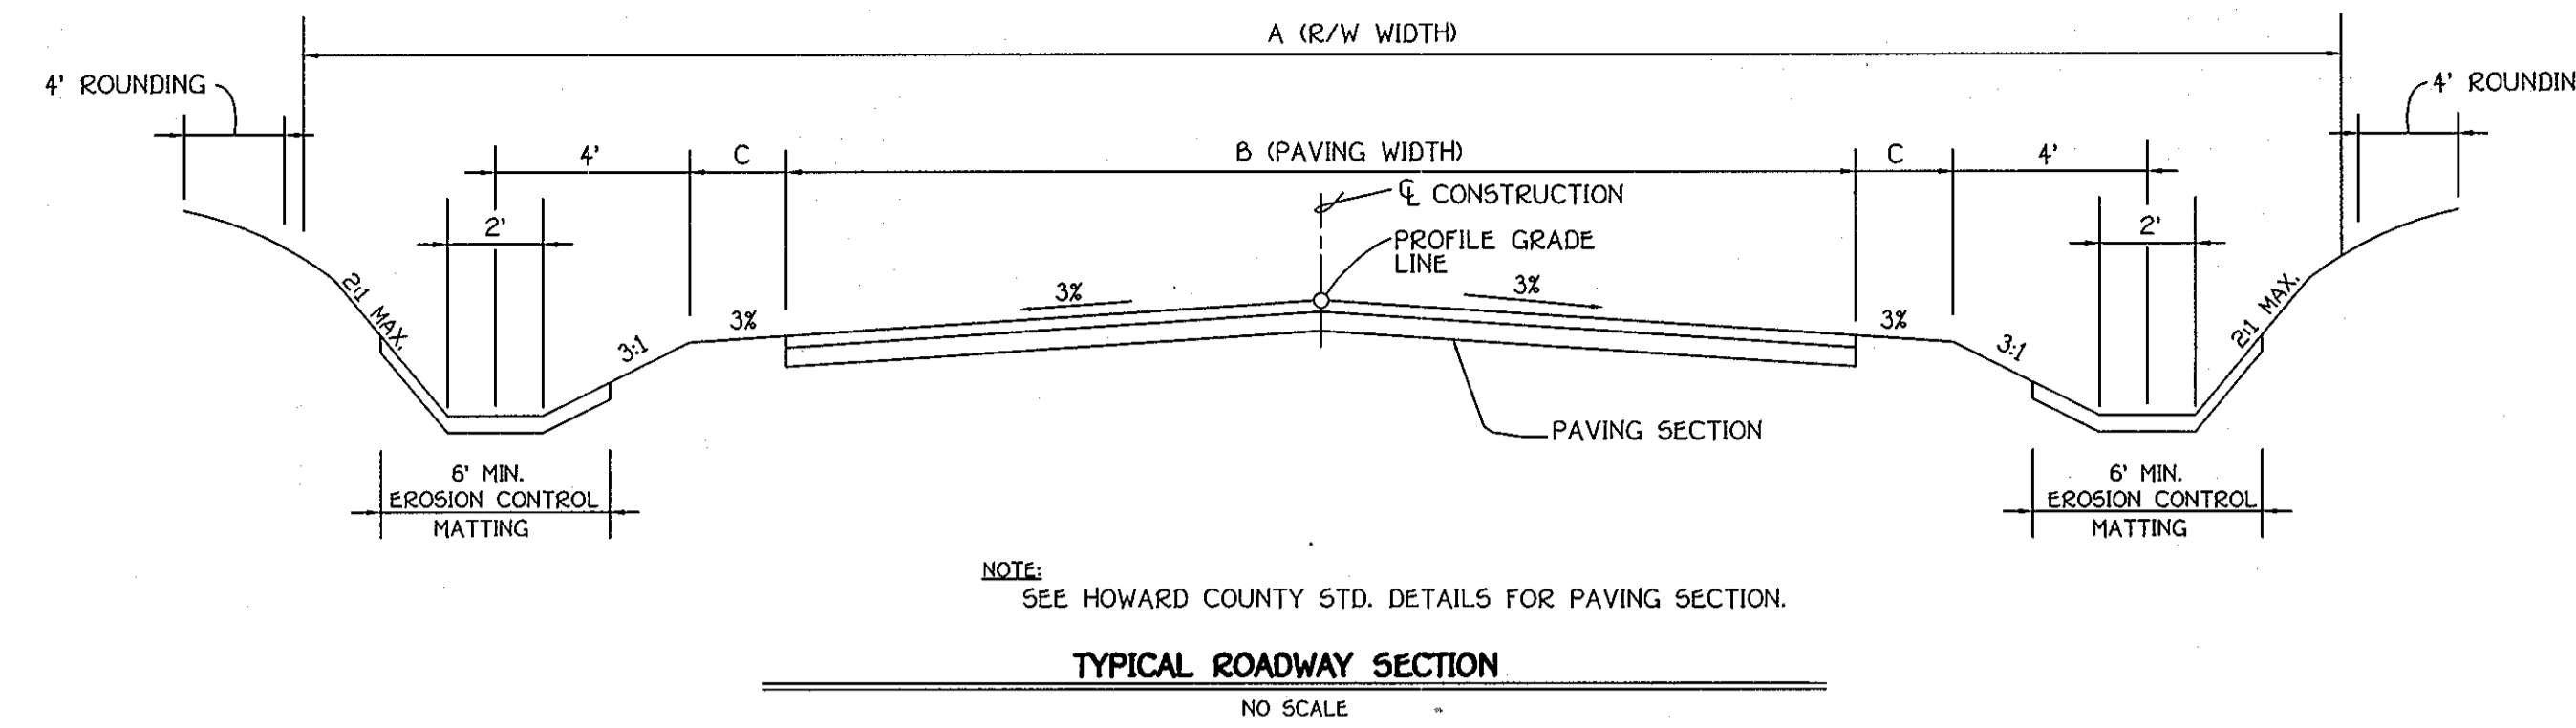 A (R/W WIDTH)
4' ROUNDING
4' ROUNDIN
4'
C
B (PAVING WIDTH)
C
4'
℄ CONSTRUCTION
2'
2'
PROFILE GRADE
LINE
3%
3%
2:1 MAX.
3:1
3%
3%
3:1
2:1 MAX.
PAVING SECTION
6' MIN.
EROSION CONTROL
MATTING
6' MIN.
EROSION CONTROL
MATTING
NOTE:
SEE HOWARD COUNTY STD. DETAILS FOR PAVING SECTION.
TYPICAL ROADWAY SECTION
NO SCALE